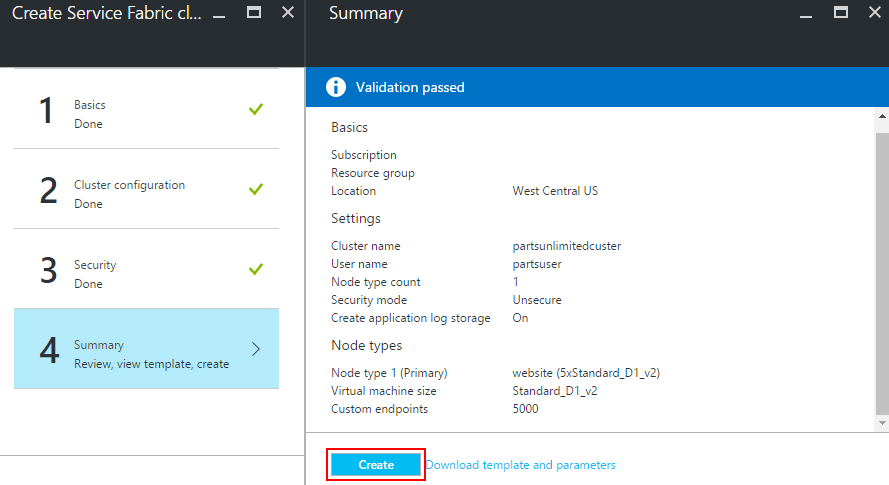 Create Service Fabric cl...
1
Basics
Done
2
Cluster configuration
Done
3
Security
Done
4
Summary
Review, view template, create
Summary
Validation passed
Basics
Subscription
Resource group
Location West Central US
Settings
Cluster name partsunlimitedcuster
User name partsuser
Node type count 1
Security mode Unsecure
Create application log storage On
Node types
Node type 1 (Primary) website (5xStandard_D1_v2)
Virtual machine size Standard_D1_v2
Custom endpoints 5000
Create Download template and parameters